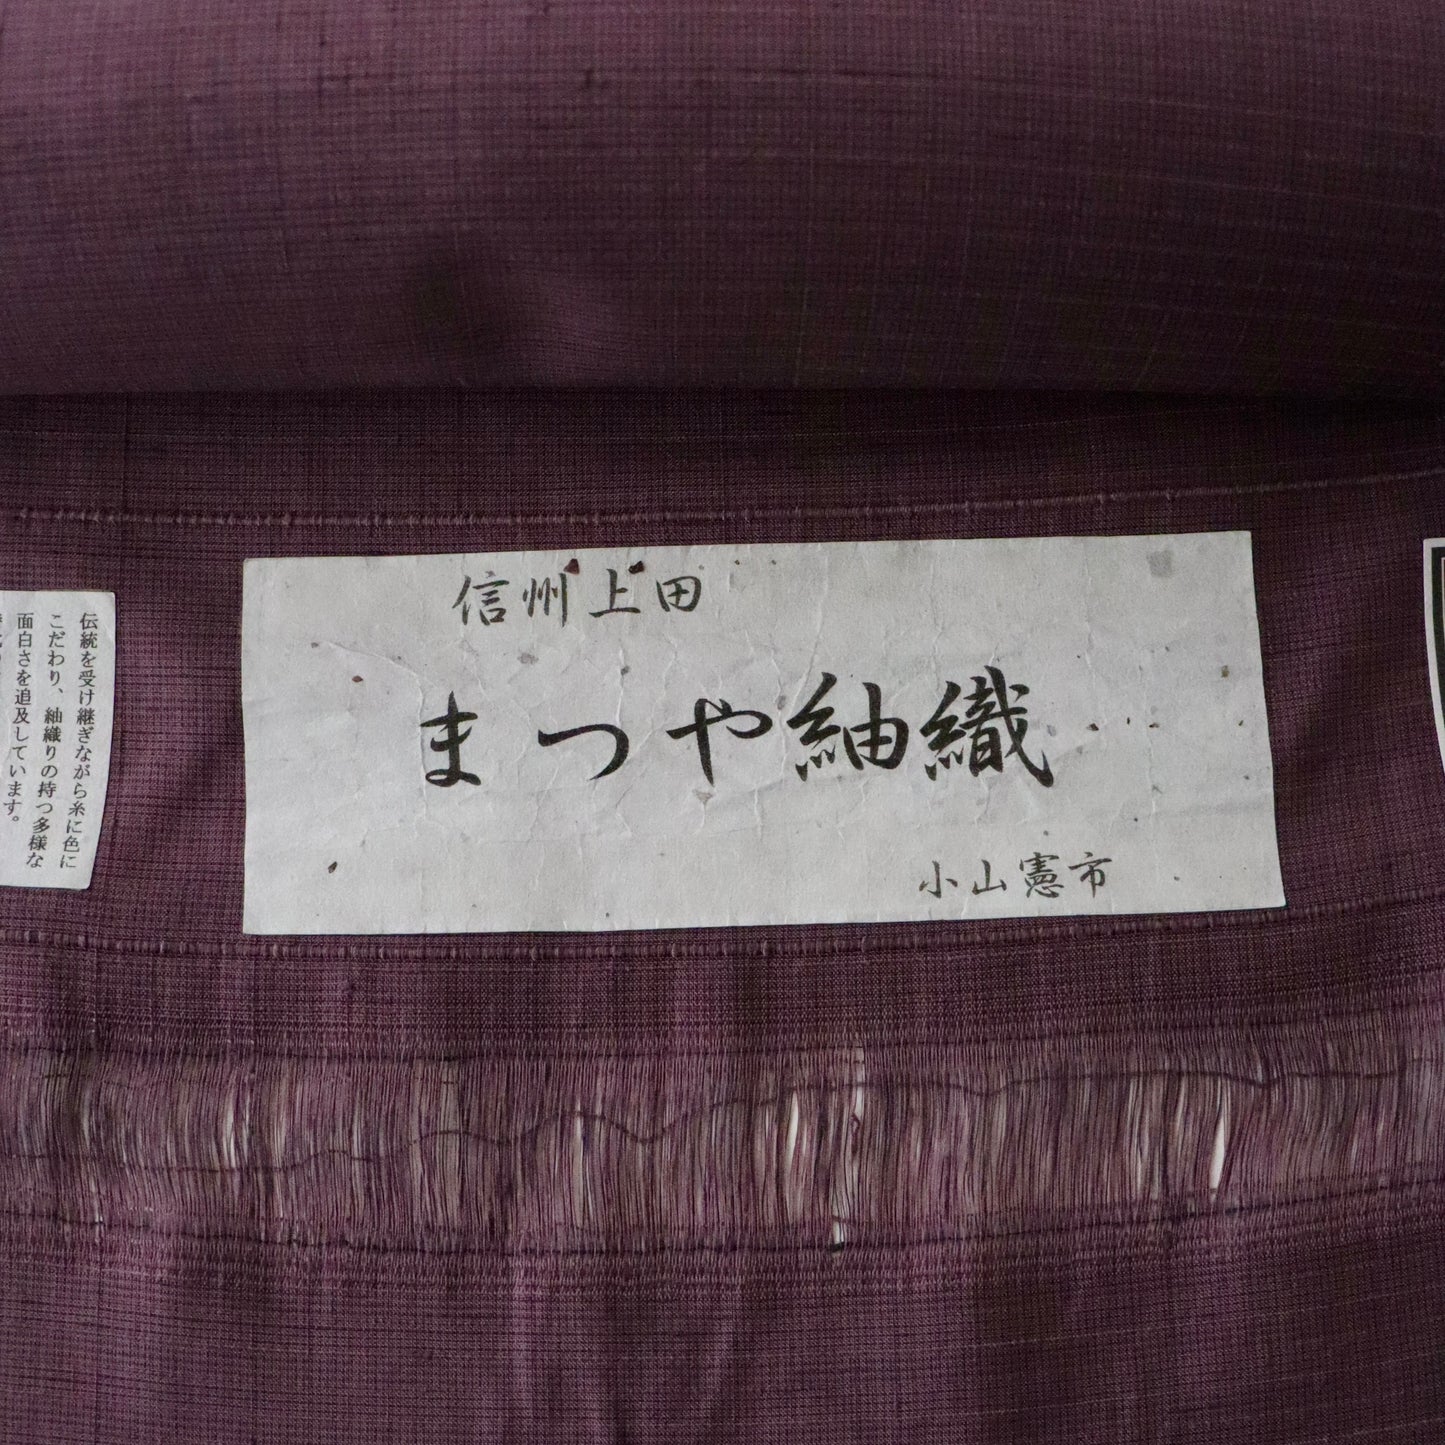 信州上田
まつや紬織
小山憲市
伝統を受け継ぎながら糸に色に
こだわり、紬織りの持つ多様な
面白さを追及しています。